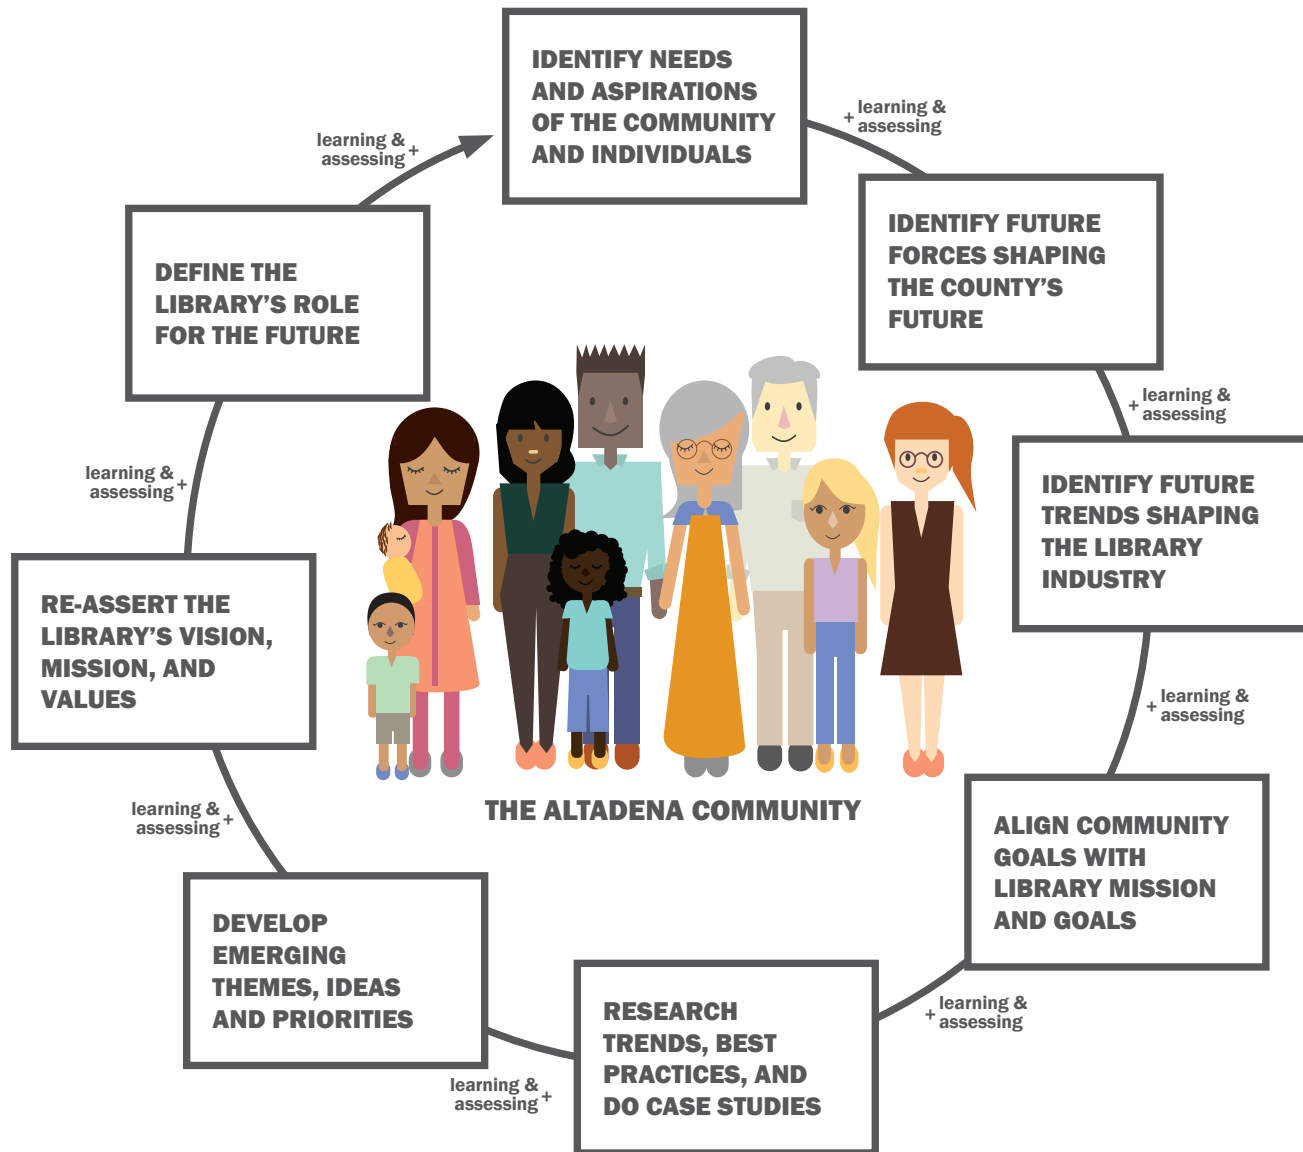 IDENTIFY NEEDS
AND ASPIRATIONS
OF THE COMMUNITY
AND INDIVIDUALS
+ learning &
assessing
IDENTIFY FUTURE
FORCES SHAPING
THE COUNTY’S
FUTURE
+ learning &
assessing
IDENTIFY FUTURE
TRENDS SHAPING
THE LIBRARY
INDUSTRY
+ learning &
assessing
ALIGN COMMUNITY
GOALS WITH
LIBRARY MISSION
AND GOALS
+ learning &
assessing
RESEARCH
TRENDS, BEST
PRACTICES, AND
DO CASE STUDIES
learning &
assessing +
DEVELOP
EMERGING
THEMES, IDEAS
AND PRIORITIES
learning &
assessing +
RE-ASSERT THE
LIBRARY’S VISION,
MISSION, AND
VALUES
learning &
assessing +
DEFINE THE
LIBRARY’S ROLE
FOR THE FUTURE
learning &
assessing +
THE ALTADENA COMMUNITY